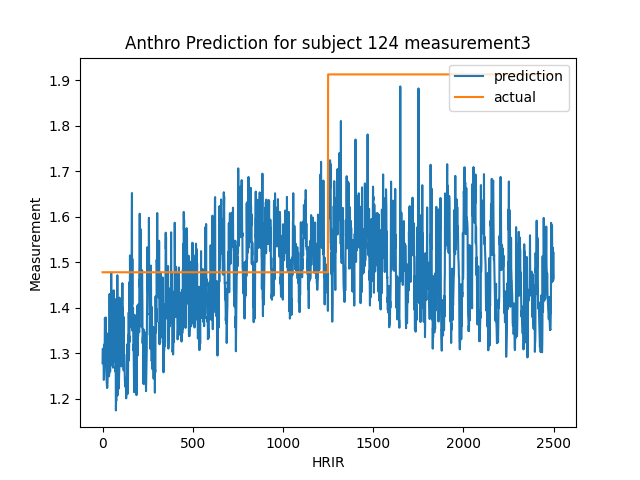 Anthro Prediction for subject 124 measurement3
prediction
actual
1.9
1.8
1.7
1.6
1.5
1.4
1.3
1.2
Measurement
0
500
1000
1500
2000
2500
HRIR